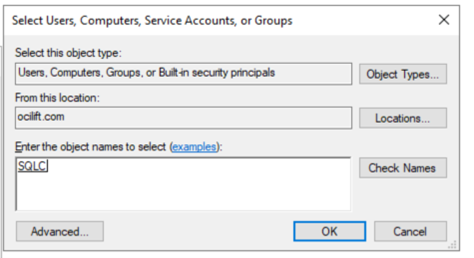 Select Users, Computers, Service Accounts, or Groups
Select this object type:
Users, Computers, Groups, or Built-in security principals
Object Types...
From this location:
ocilift.com
Locations...
Enter the object names to select (examples):
SQLC
Check Names
Advanced...
OK
Cancel